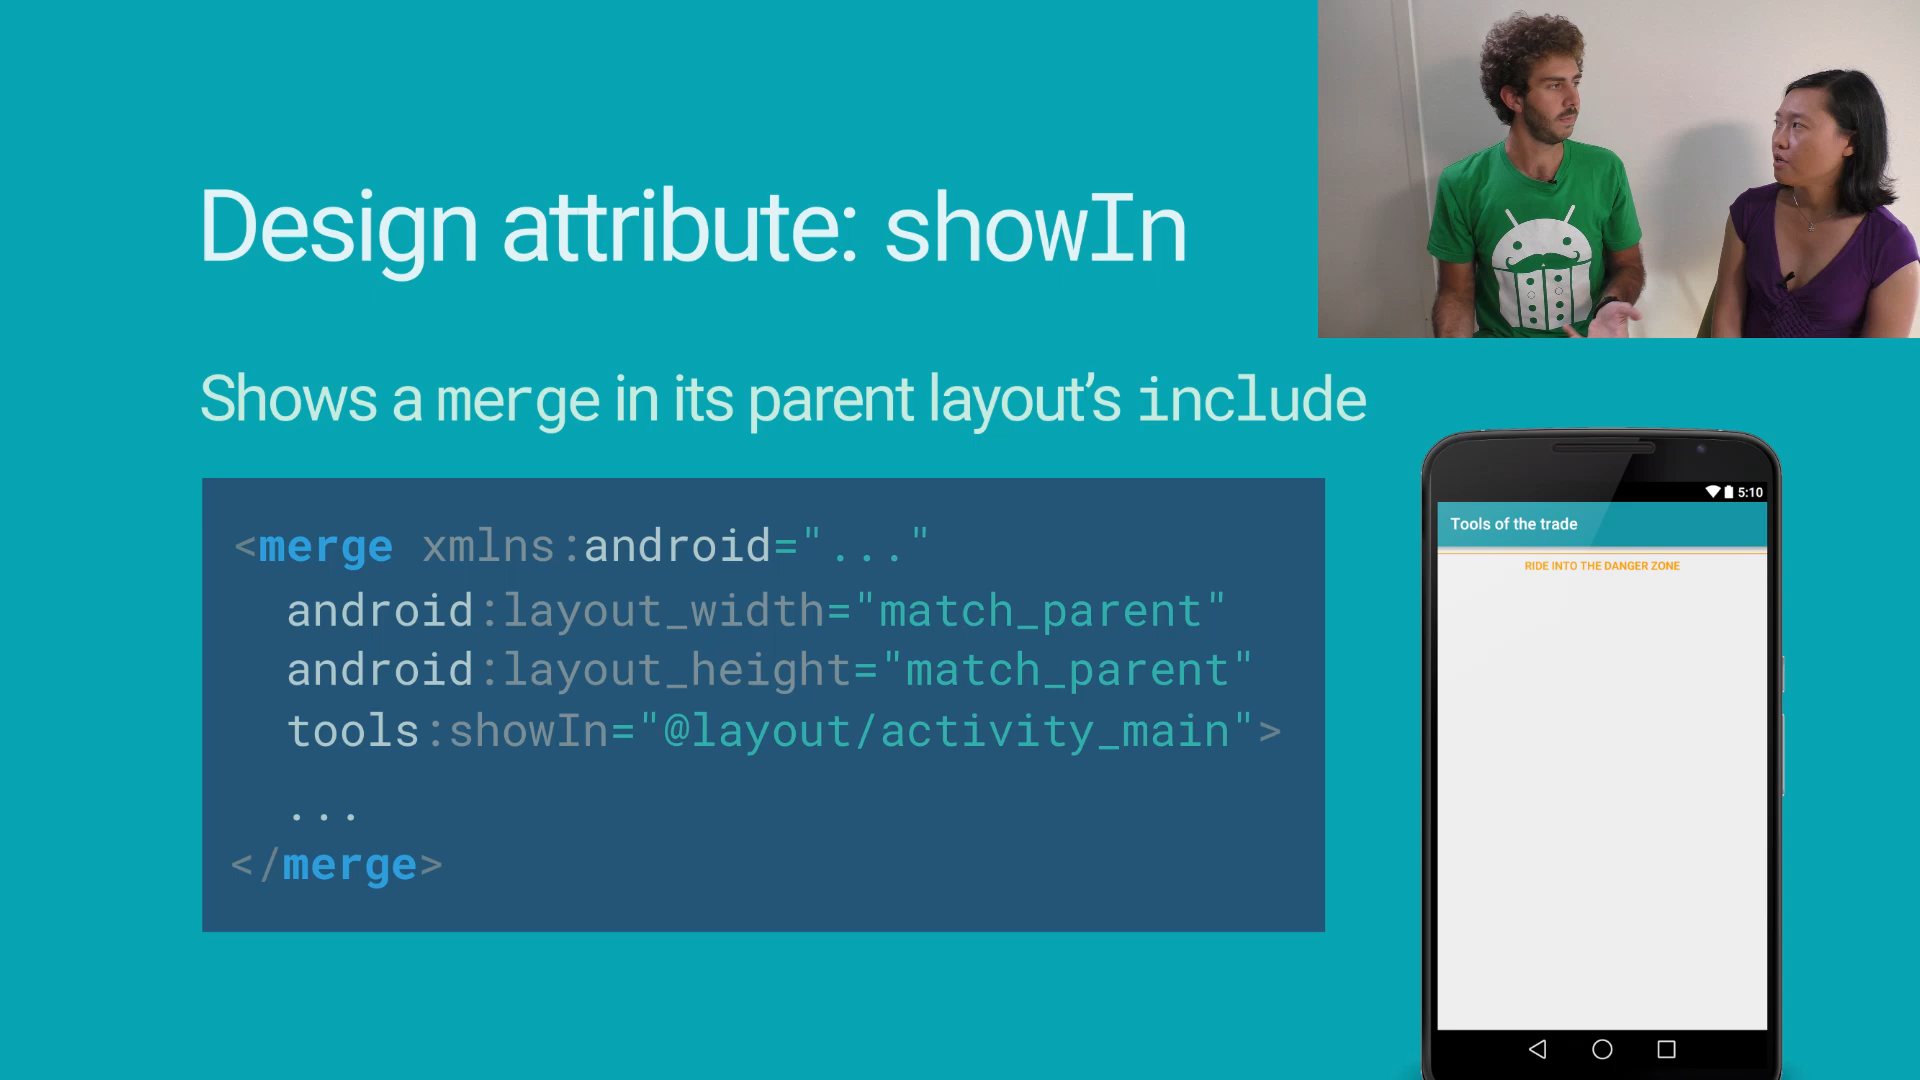 Design attribute: showIn
Shows a merge in its parent layout’s include
<merge xmlns:android="..."
android:layout_width="match_parent"
android:layout_height="match_parent"
tools:showIn="@layout/activity_main">
...
</merge>
5:10
Tools of the trade
RIDE INTO THE DANGER ZONE